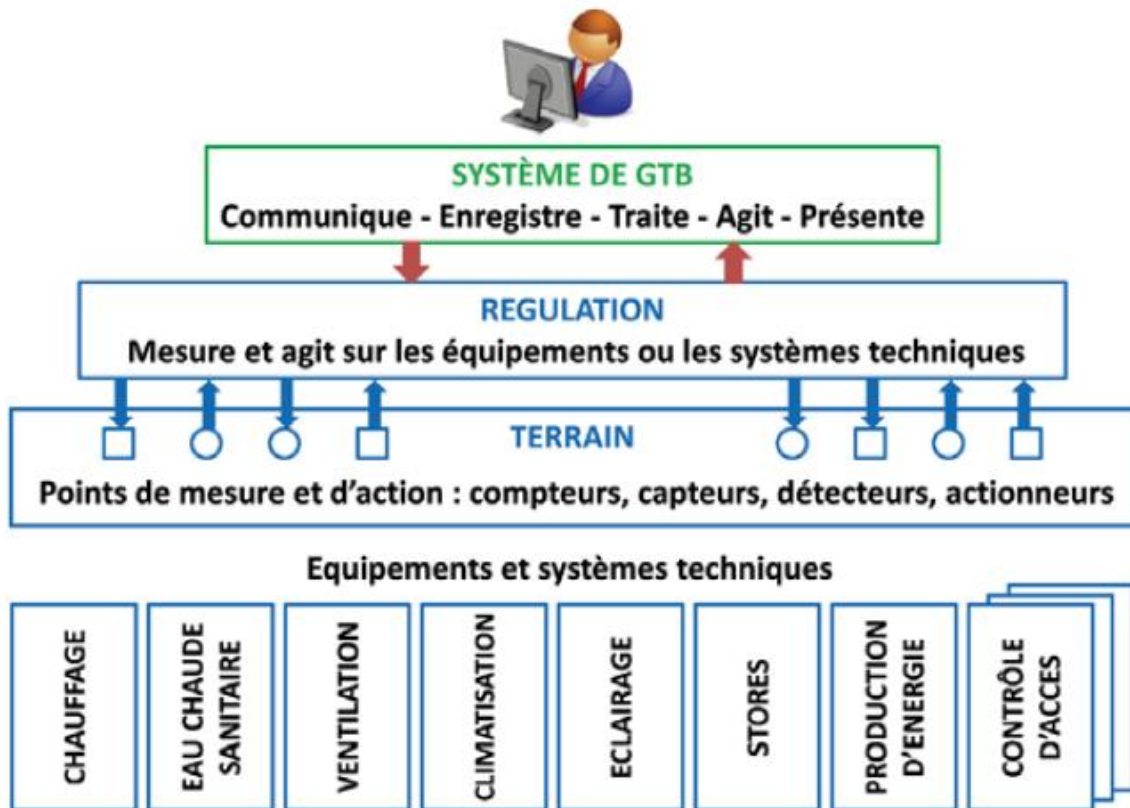 SYSTÈME DE GTB
Communique - Enregistre - Traite - Agit - Présente
REGULATION
Mesure et agit sur les équipements ou les systèmes techniques
TERRAIN
Points de mesure et d'action : compteurs, capteurs, détecteurs, actionneurs
Equipements et systèmes techniques
CHAUFFAGE
EAU CHAUDE
SANITAIRE
VENTILATION
CLIMATISATION
ECLAIRAGE
STORES
PRODUCTION
D'ENERGIE
CONTRÔLE
D'ACCES